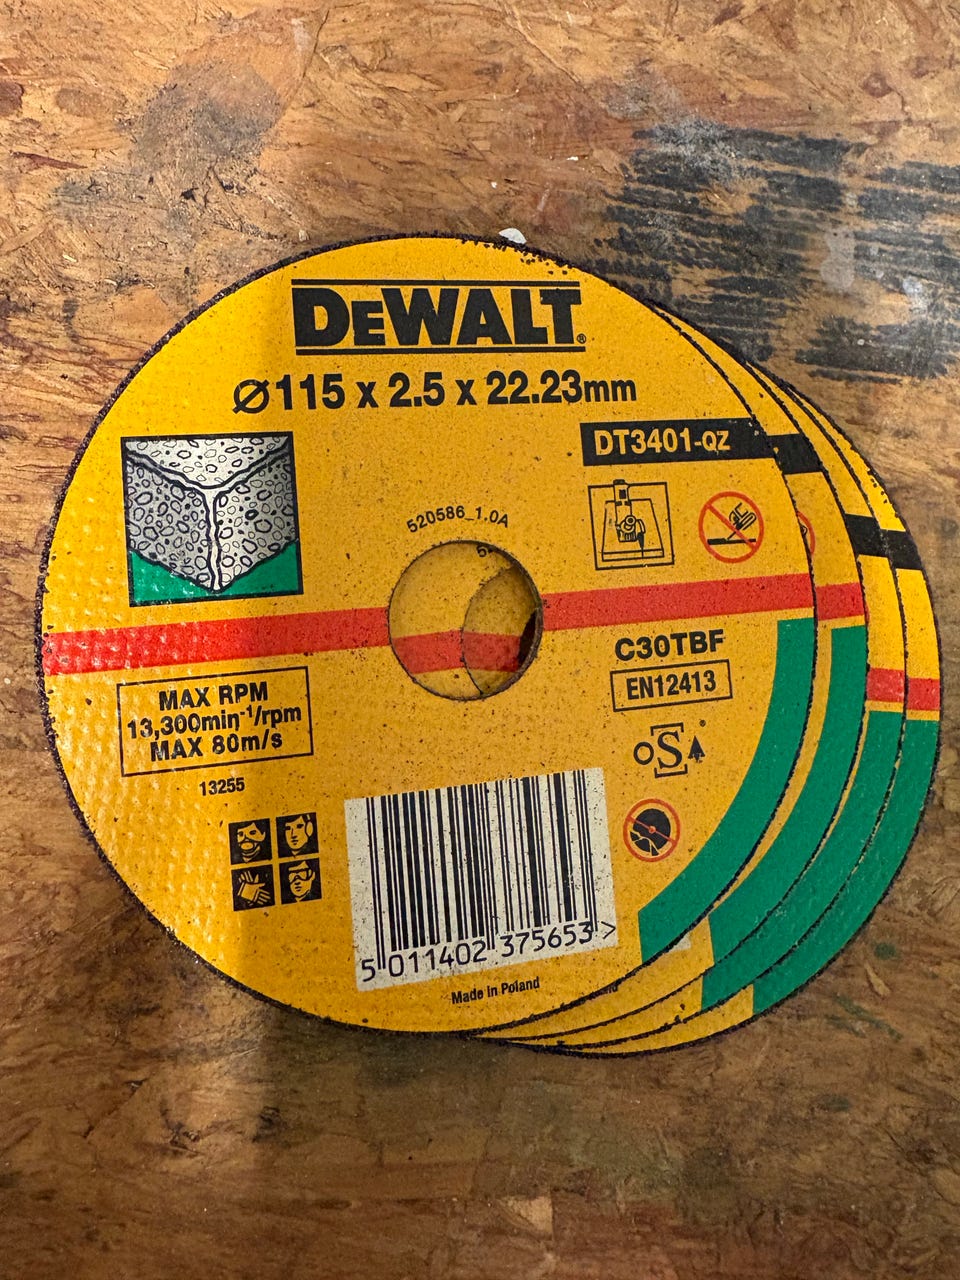 DEWALT®
Ø115 x 2.5 x 22.23mm
DT3401-QZ
520586_1.0A
C30TBF
EN12413
MAX RPM
13,300min⁻¹/rpm
MAX 80m/s
13255
oSa
5 011402 375653 >
Made in Poland